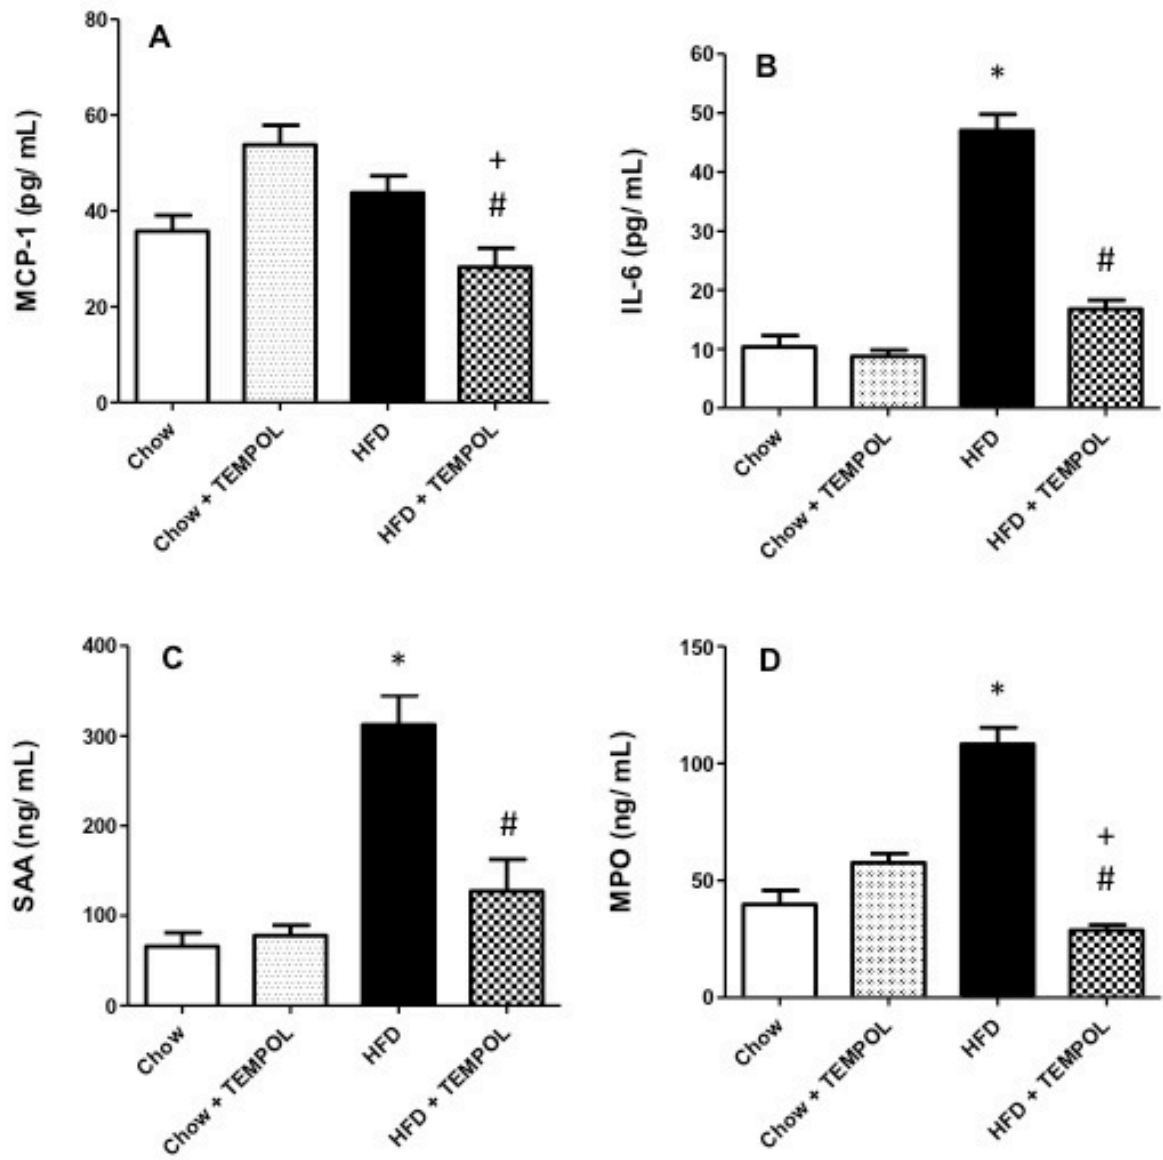 A
MCP-1 (pg/ mL)
80
60
40
20
0
+
#
Chow
Chow + TEMPOL
HFD
HFD + TEMPOL
B
IL-6 (pg/ mL)
60
50
40
30
20
10
0
*
#
Chow
Chow + TEMPOL
HFD
HFD + TEMPOL
C
SAA (ng/ mL)
400
300
200
100
0
*
#
Chow
Chow + TEMPOL
HFD
HFD + TEMPOL
D
MPO (ng/ mL)
150
100
50
0
*
+
#
Chow
Chow + TEMPOL
HFD
HFD + TEMPOL